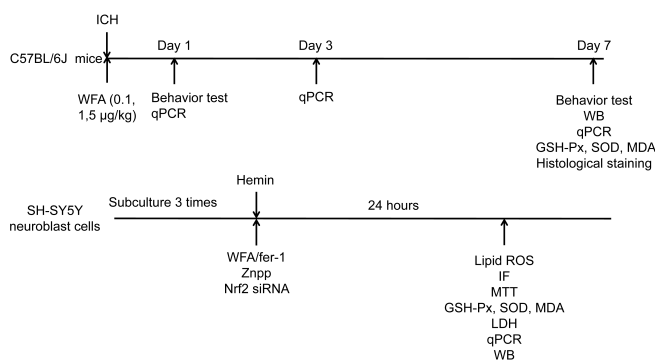 ICH
C57BL/6J mice
Day 1
Day 3
Day 7
WFA (0.1,
1,5 μg/kg)
Behavior test
qPCR
qPCR
Behavior test
WB
qPCR
GSH-Px, SOD, MDA
Histological staining
Hemin
SH-SY5Y
neuroblast cells
Subculture 3 times
24 hours
WFA/fer-1
Znpp
Nrf2 siRNA
Lipid ROS
IF
MTT
GSH-Px, SOD, MDA
LDH
qPCR
WB